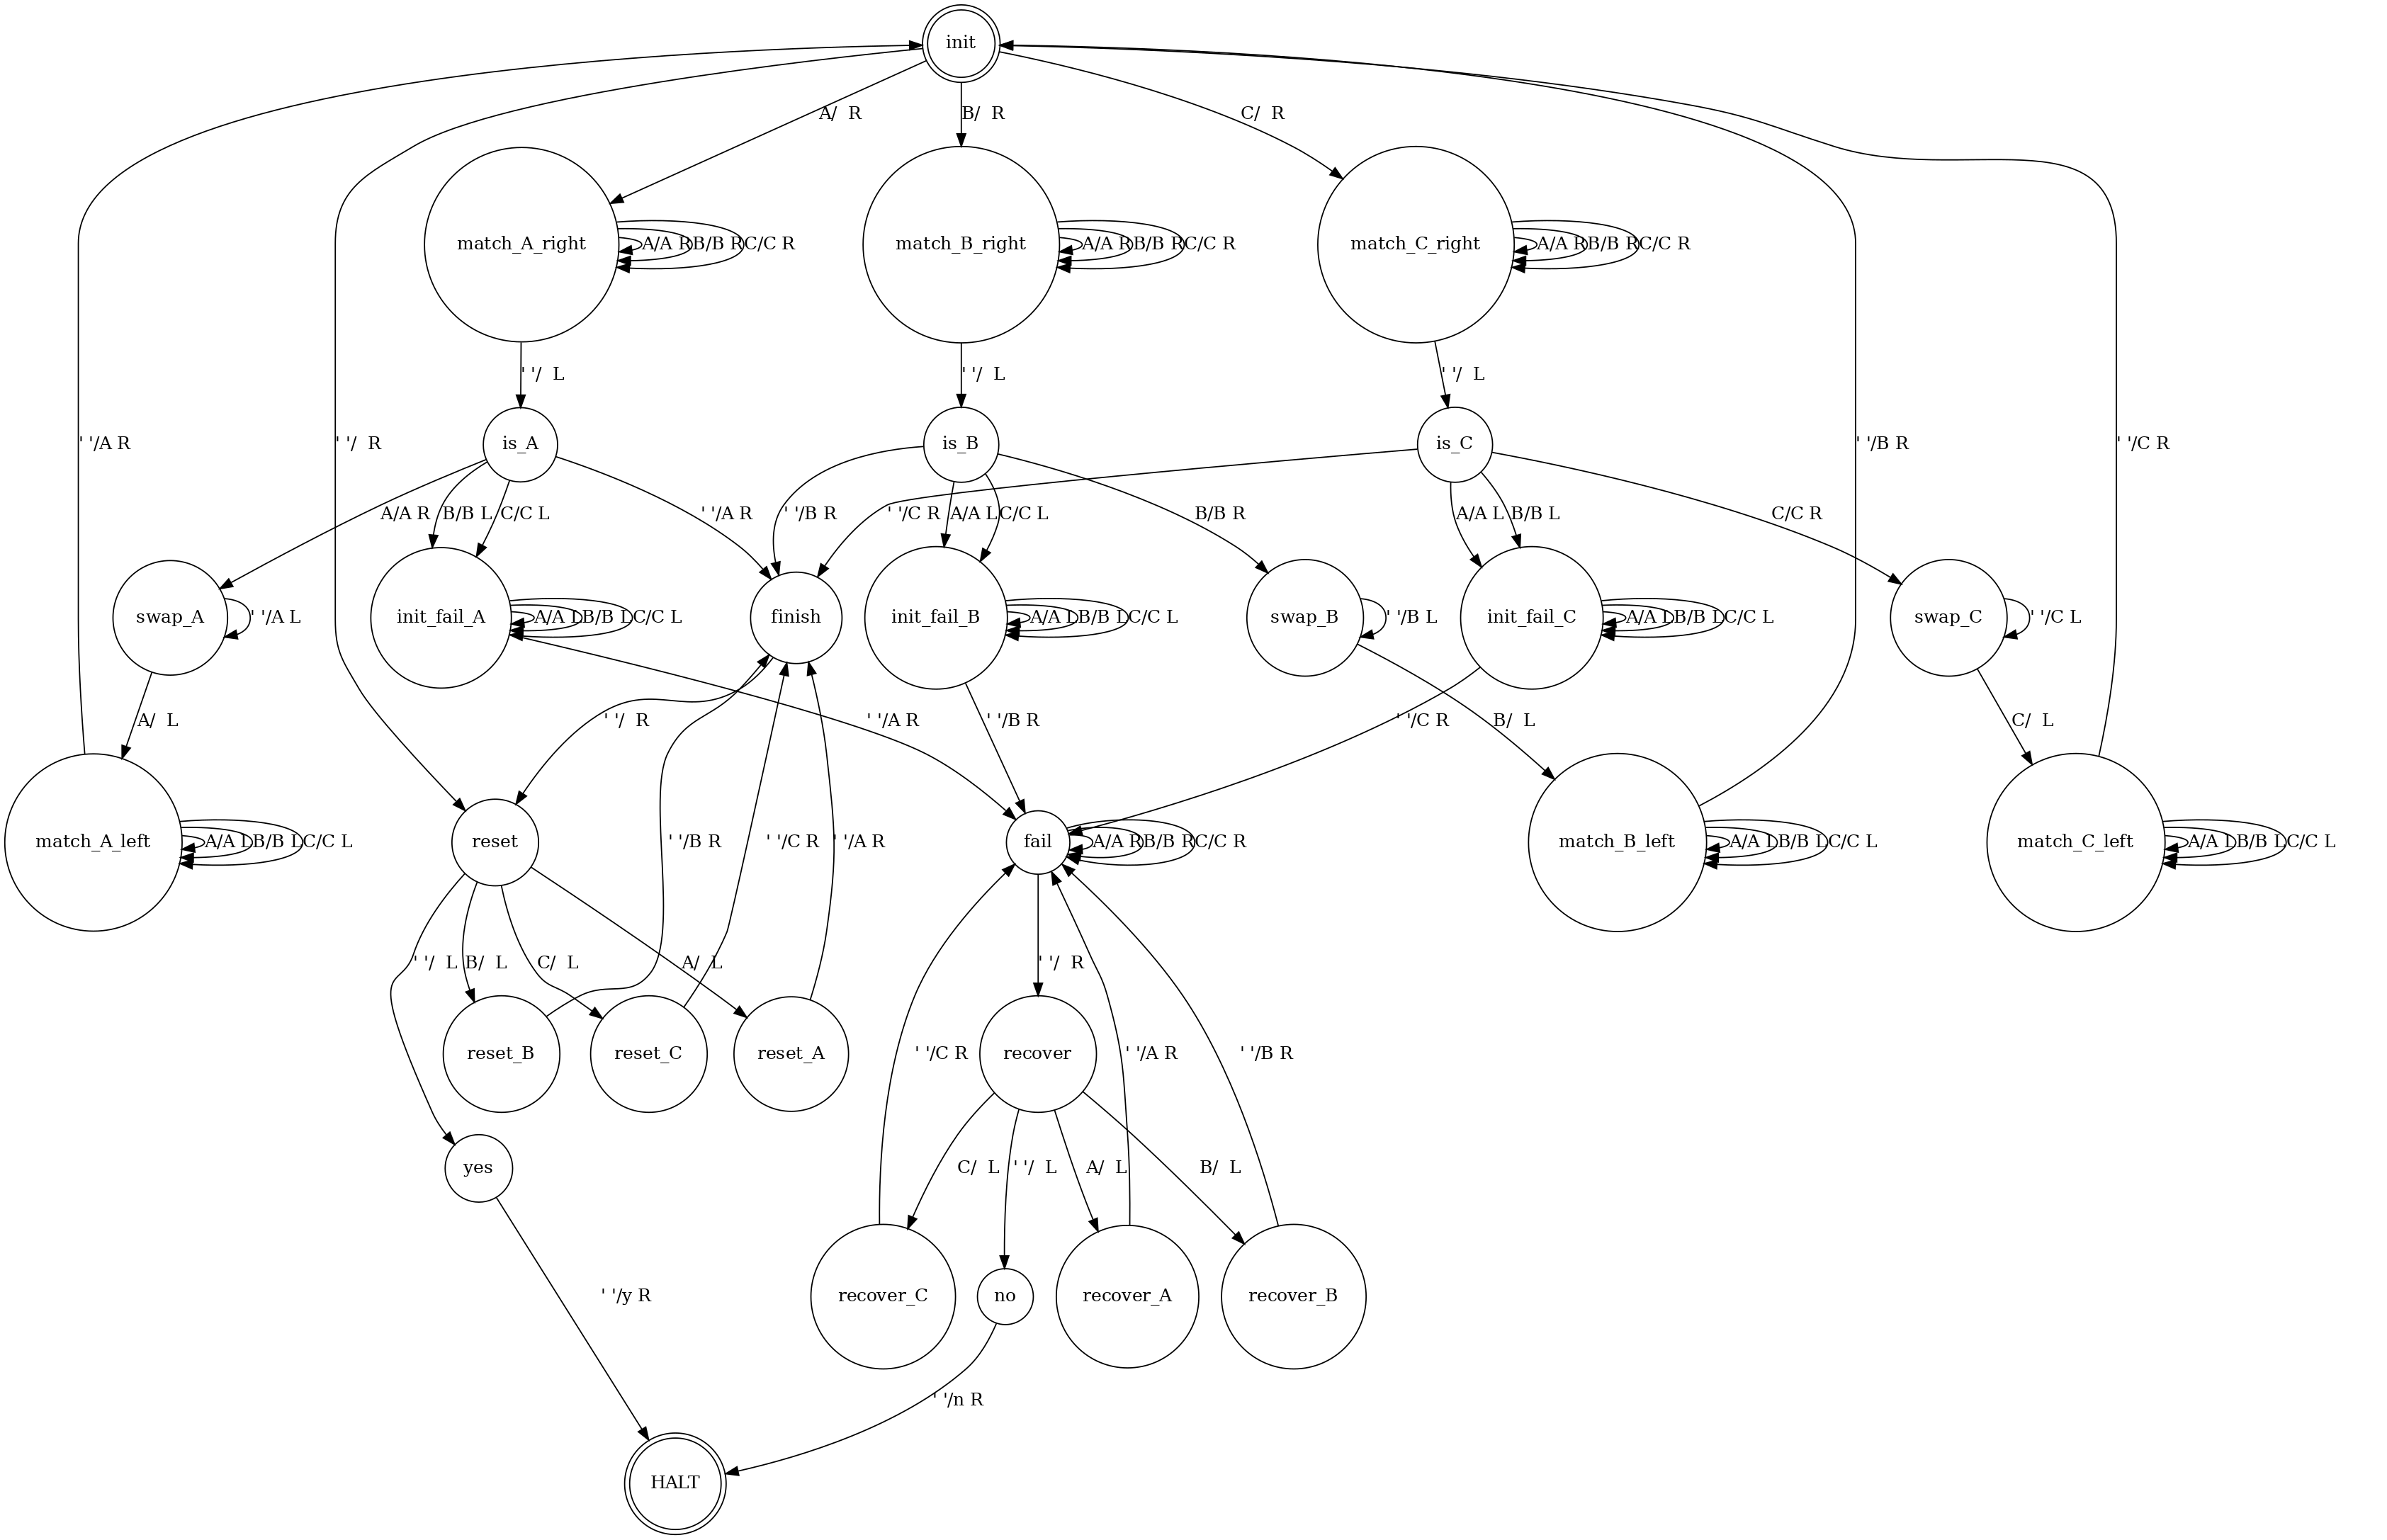 init
A/  R
B/  R
C/  R
match_A_right
A/A R
B/B R
C/C R
match_B_right
A/A R
B/B R
C/C R
match_C_right
A/A R
B/B R
C/C R
' '/  L
' '/  L
' '/  L
' '/A R
' '/  R
is_A
is_B
is_C
' '/B R
' '/C R
A/A R
B/B L
C/C L
' '/A R
' '/B R
' '/C R
A/A L
C/C L
B/B R
A/A L
B/B L
C/C R
swap_A
' '/A L
init_fail_A
A/A L
B/B L
C/C L
finish
init_fail_B
A/A L
B/B L
C/C L
swap_B
' '/B L
init_fail_C
A/A L
B/B L
C/C L
swap_C
' '/C L
A/  L
' '/  R
' '/A R
' '/B R
' '/C R
B/  L
C/  L
match_A_left
A/A L
B/B L
C/C L
reset
' '/B R
' '/C R
' '/A R
fail
A/A R
B/B R
C/C R
match_B_left
A/A L
B/B L
C/C L
match_C_left
A/A L
B/B L
C/C L
' '/  L
B/  L
C/  L
A/  L
' '/  R
reset_B
reset_C
reset_A
' '/C R
recover
' '/A R
' '/B R
yes
C/  L
' '/  L
A/  L
B/  L
' '/y R
recover_C
no
recover_A
recover_B
' '/n R
HALT